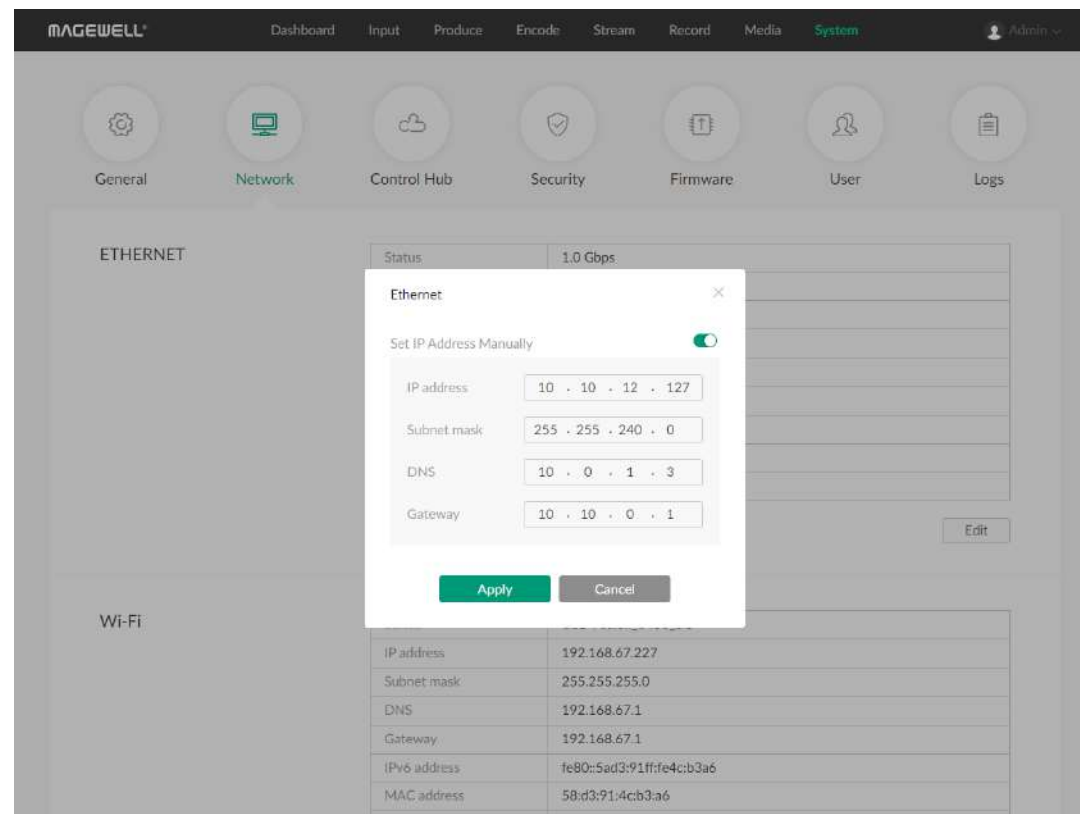 MAGEWELL
Dashboard Input Produce Encode Stream Record Media System Admin
General Network Control Hub Security Firmware User Logs
ETHERNET
Status 1.0 Gbps
Ethernet
Set IP Address Manually
IP address 10 . 10 . 12 . 127
Subnet mask 255 . 255 . 240 . 0
DNS 10 . 0 . 1 . 3
Gateway 10 . 10 . 0 . 1
Edit
Apply Cancel
Wi-Fi
IP address 192.168.67.227
Subnet mask 255.255.255.0
DNS 192.168.67.1
Gateway 192.168.67.1
IPv6 address fe80::5ad3:91ff:fe4c:b3a6
MAC address 58:d3:91:4c:b3:a6